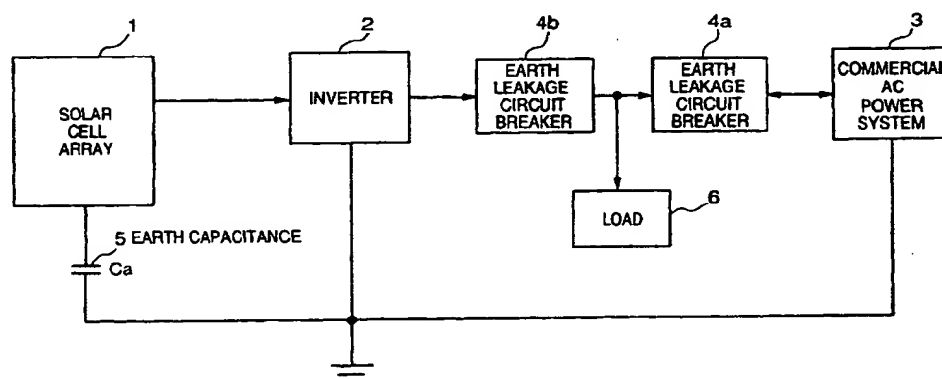 1
SOLAR
CELL
ARRAY
2
INVERTER
4b
EARTH
LEAKAGE
CIRCUIT
BREAKER
4a
EARTH
LEAKAGE
CIRCUIT
BREAKER
3
COMMERCIAL
AC
POWER
SYSTEM
LOAD
6
5 EARTH CAPACITANCE
Ca